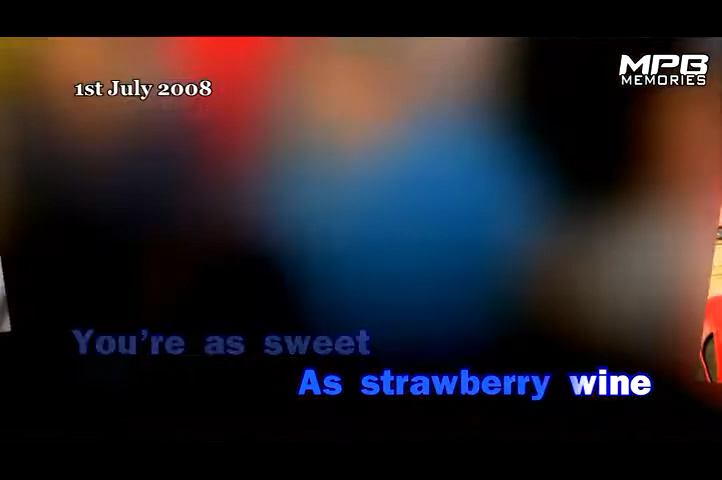 MPB
MEMORIES
1st July 2008
You're as sweet
As strawberry wine